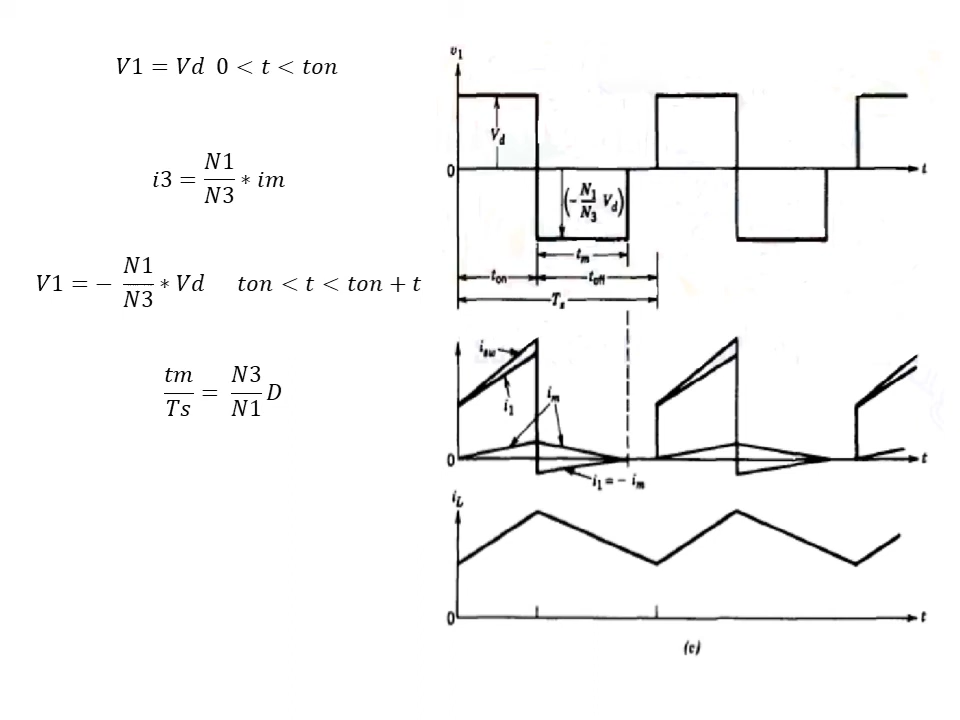 V1 = Vd 0 < t < ton
i3 = N1/N3 * im
V1 = − N1/N3 * Vd ton < t < ton + t
tm/Ts = N3/N1 D
v1
Vd
0
t
(− N1/N3 Vd)
tm
ton
toff
Ts
isw
i1
im
0
t
i1 = − im
iL
0
t
(c)